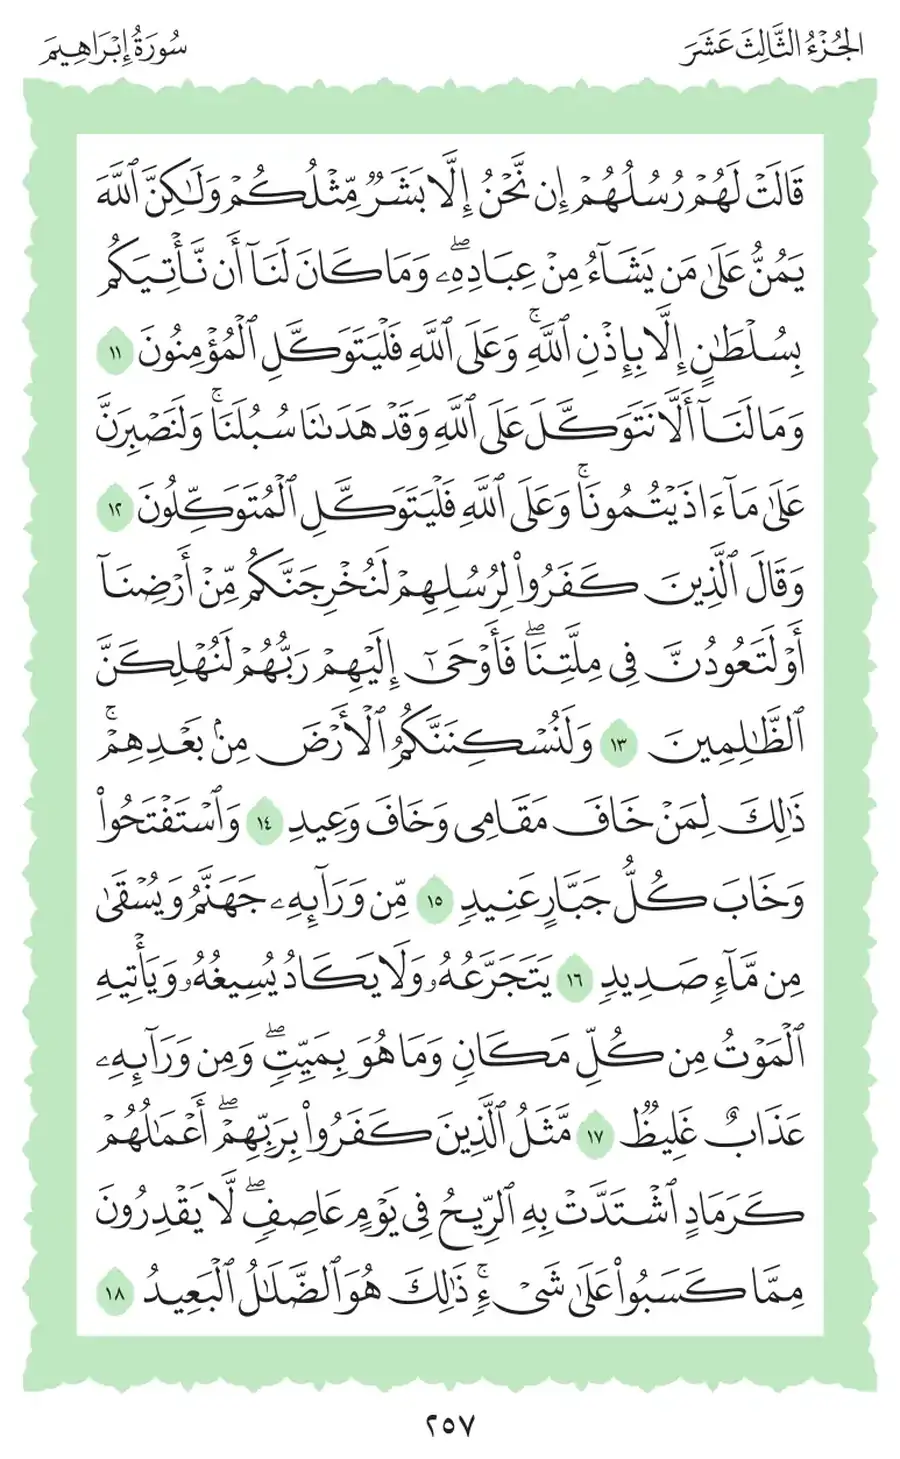 الجُزْءُ الثَّالِثَ عَشَرَ
سُورَةُ إِبْرَاهِيمَ
قَالَتْ لَهُمْ رُسُلُهُمْ إِن نَّحْنُ إِلَّا بَشَرٌ مِّثْلُكُمْ وَلَٰكِنَّ ٱللَّهَ
يَمُنُّ عَلَىٰ مَن يَشَآءُ مِنْ عِبَادِهِۦۖ وَمَا كَانَ لَنَآ أَن نَّأْتِيَكُم
بِسُلْطَٰنٍ إِلَّا بِإِذْنِ ٱللَّهِۚ وَعَلَى ٱللَّهِ فَلْيَتَوَكَّلِ ٱلْمُؤْمِنُونَ ١١
وَمَا لَنَآ أَلَّا نَتَوَكَّلَ عَلَى ٱللَّهِ وَقَدْ هَدَىٰنَا سُبُلَنَاۚ وَلَنَصْبِرَنَّ
عَلَىٰ مَآ ءَاذَيْتُمُونَاۚ وَعَلَى ٱللَّهِ فَلْيَتَوَكَّلِ ٱلْمُتَوَكِّلُونَ ١٢
وَقَالَ ٱلَّذِينَ كَفَرُواْ لِرُسُلِهِمْ لَنُخْرِجَنَّكُم مِّنْ أَرْضِنَآ
أَوْ لَتَعُودُنَّ فِى مِلَّتِنَاۖ فَأَوْحَىٰٓ إِلَيْهِمْ رَبُّهُمْ لَنُهْلِكَنَّ
ٱلظَّٰلِمِينَ ١٣ وَلَنُسْكِنَنَّكُمُ ٱلْأَرْضَ مِنۢ بَعْدِهِمْۚ
ذَٰلِكَ لِمَنْ خَافَ مَقَامِى وَخَافَ وَعِيدِ ١٤ وَٱسْتَفْتَحُواْ
وَخَابَ كُلُّ جَبَّارٍ عَنِيدٍ ١٥ مِّن وَرَآئِهِۦ جَهَنَّمُ وَيُسْقَىٰ
مِن مَّآءٍ صَدِيدٍ ١٦ يَتَجَرَّعُهُۥ وَلَا يَكَادُ يُسِيغُهُۥ وَيَأْتِيهِ
ٱلْمَوْتُ مِن كُلِّ مَكَانٍ وَمَا هُوَ بِمَيِّتٍۖ وَمِن وَرَآئِهِۦ
عَذَابٌ غَلِيظٌ ١٧ مَّثَلُ ٱلَّذِينَ كَفَرُواْ بِرَبِّهِمْۖ أَعْمَٰلُهُمْ
كَرَمَادٍ ٱشْتَدَّتْ بِهِ ٱلرِّيحُ فِى يَوْمٍ عَاصِفٍۖ لَّا يَقْدِرُونَ
مِمَّا كَسَبُواْ عَلَىٰ شَىْءٍۚ ذَٰلِكَ هُوَ ٱلضَّلَٰلُ ٱلْبَعِيدُ ١٨
٢٥٧